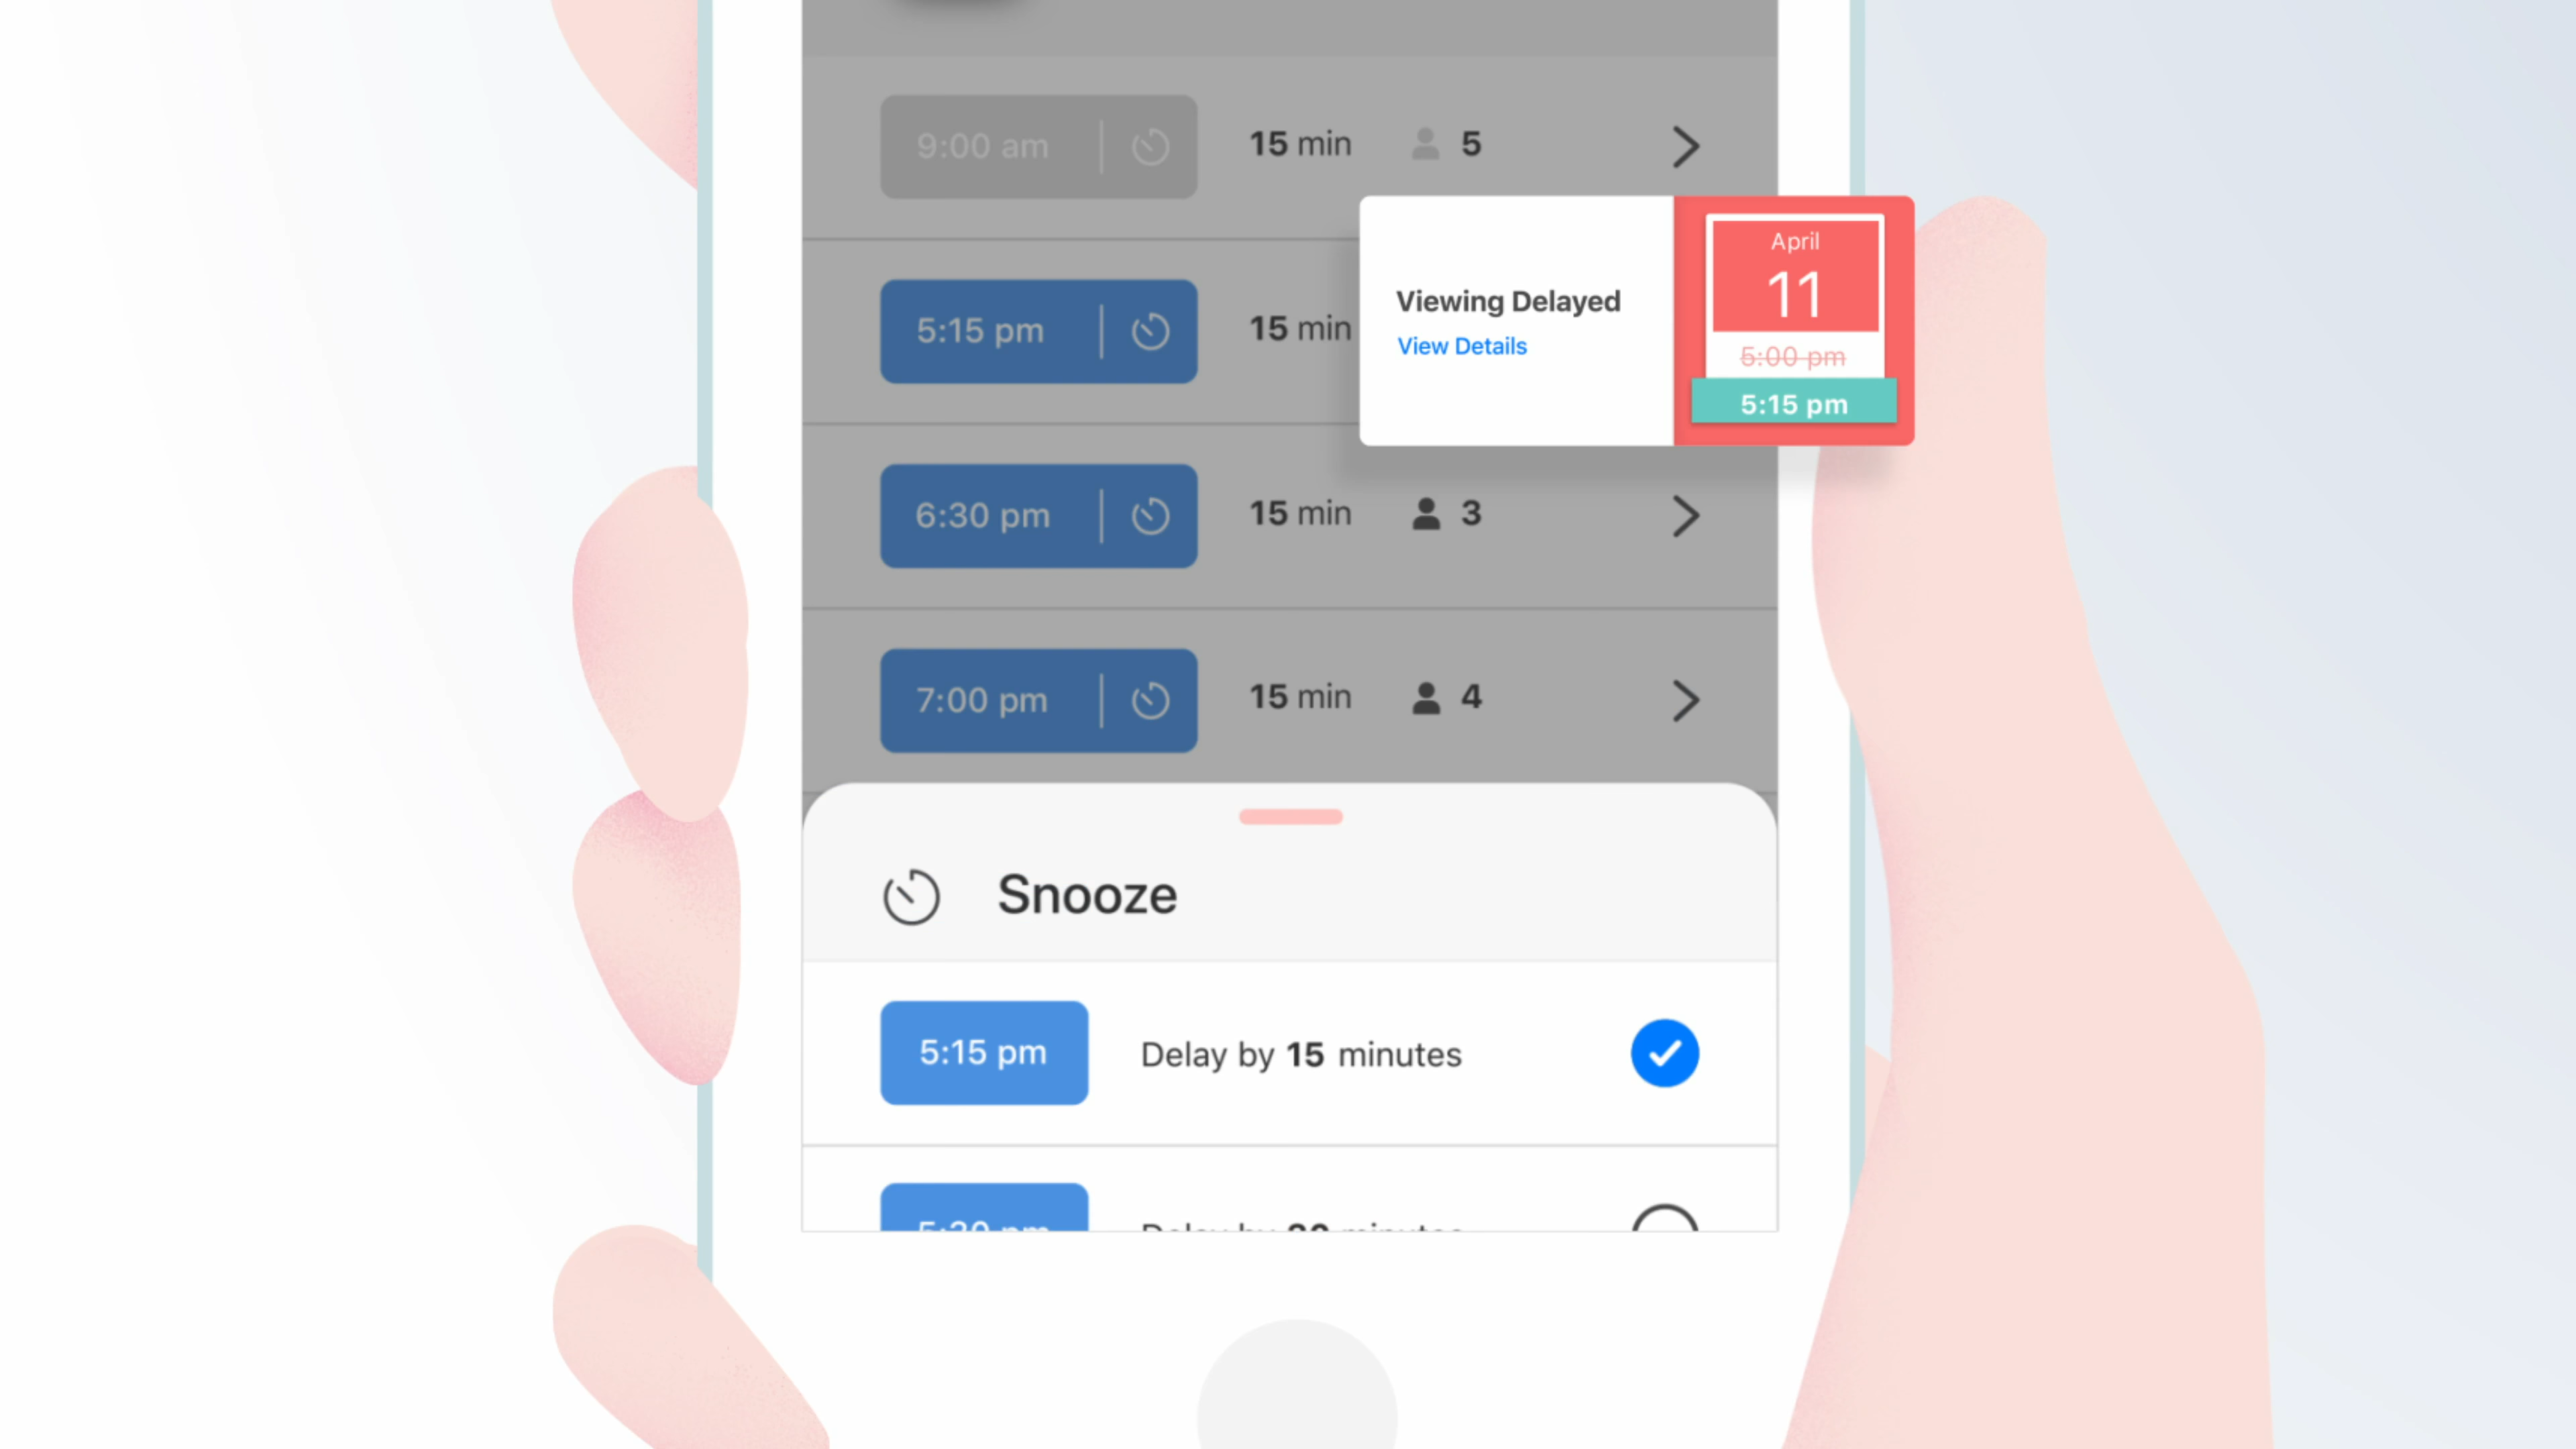 9:00 am 15 min 5
5:15 pm 15 min
Viewing Delayed
View Details
April
11
5:00 pm
5:15 pm
6:30 pm 15 min 3
7:00 pm 15 min 4
Snooze
5:15 pm Delay by 15 minutes